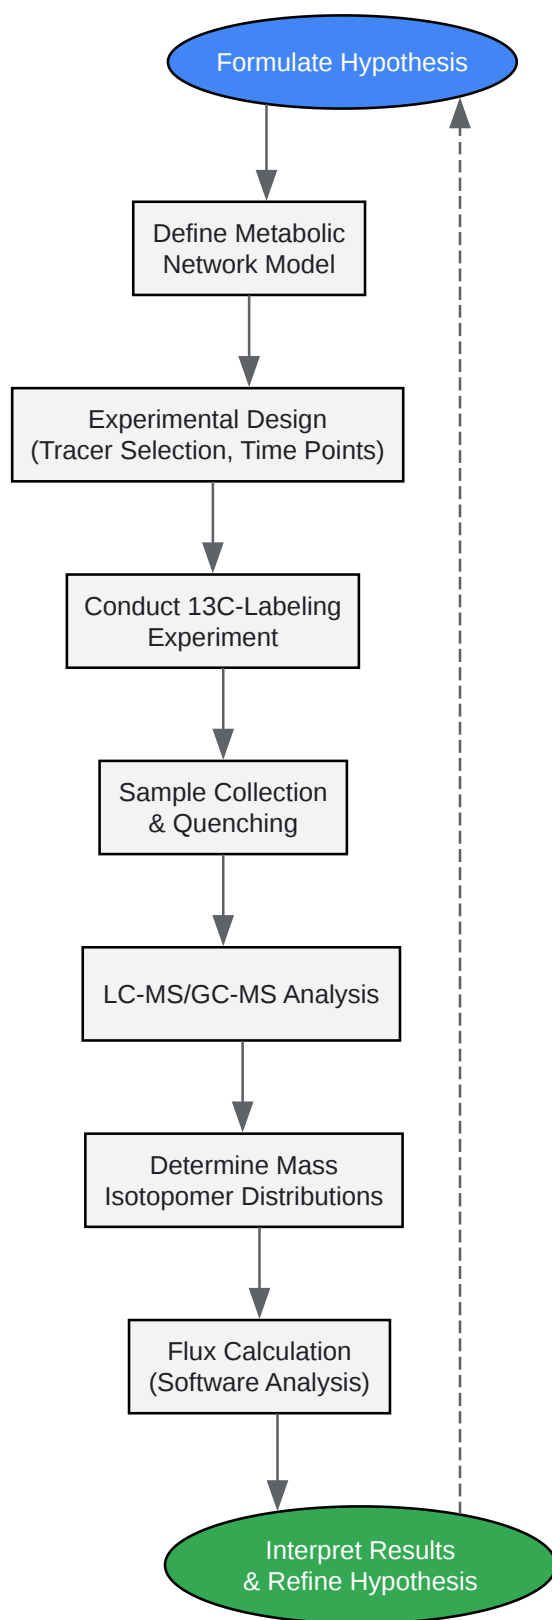 Formulate Hypothesis
Define Metabolic
Network Model
Experimental Design
(Tracer Selection, Time Points)
Conduct 13C-Labeling
Experiment
Sample Collection
& Quenching
LC-MS/GC-MS Analysis
Determine Mass
Isotopomer Distributions
Flux Calculation
(Software Analysis)
Interpret Results
& Refine Hypothesis